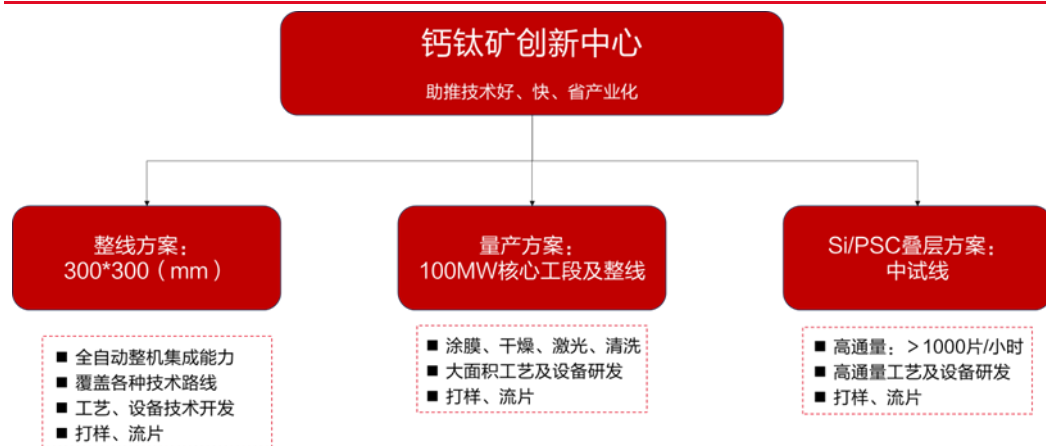 钙钛矿创新中心
助推技术好、快、省产业化
整线方案：
300*300（mm）
■ 全自动整机集成能力
■ 覆盖各种技术路线
■ 工艺、设备技术开发
■ 打样、流片
量产方案：
100MW核心工段及整线
■ 涂膜、干燥、激光、清洗
■ 大面积工艺及设备研发
■ 打样、流片
Si/PSC叠层方案：
中试线
■ 高通量：＞1000片/小时
■ 高通量工艺及设备研发
■ 打样、流片